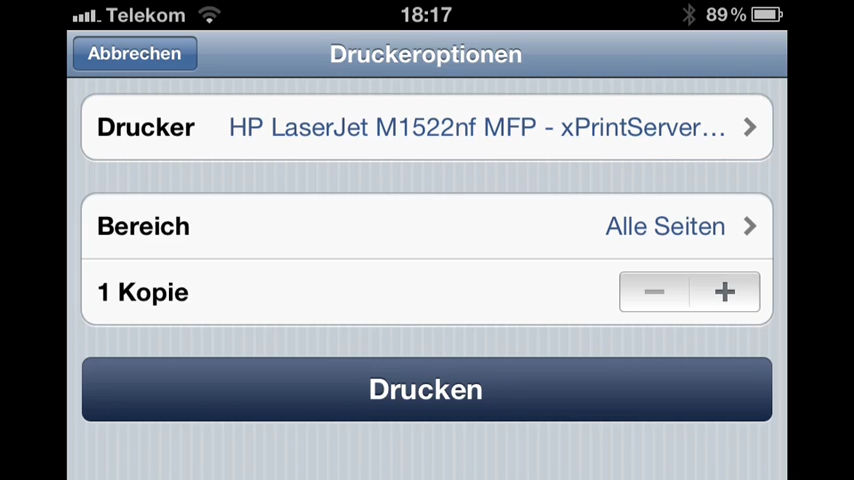 Telekom 18:17 89%
Abbrechen Druckeroptionen
Drucker HP LaserJet M1522nf MFP - xPrintServer…
Bereich Alle Seiten
1 Kopie − +
Drucken